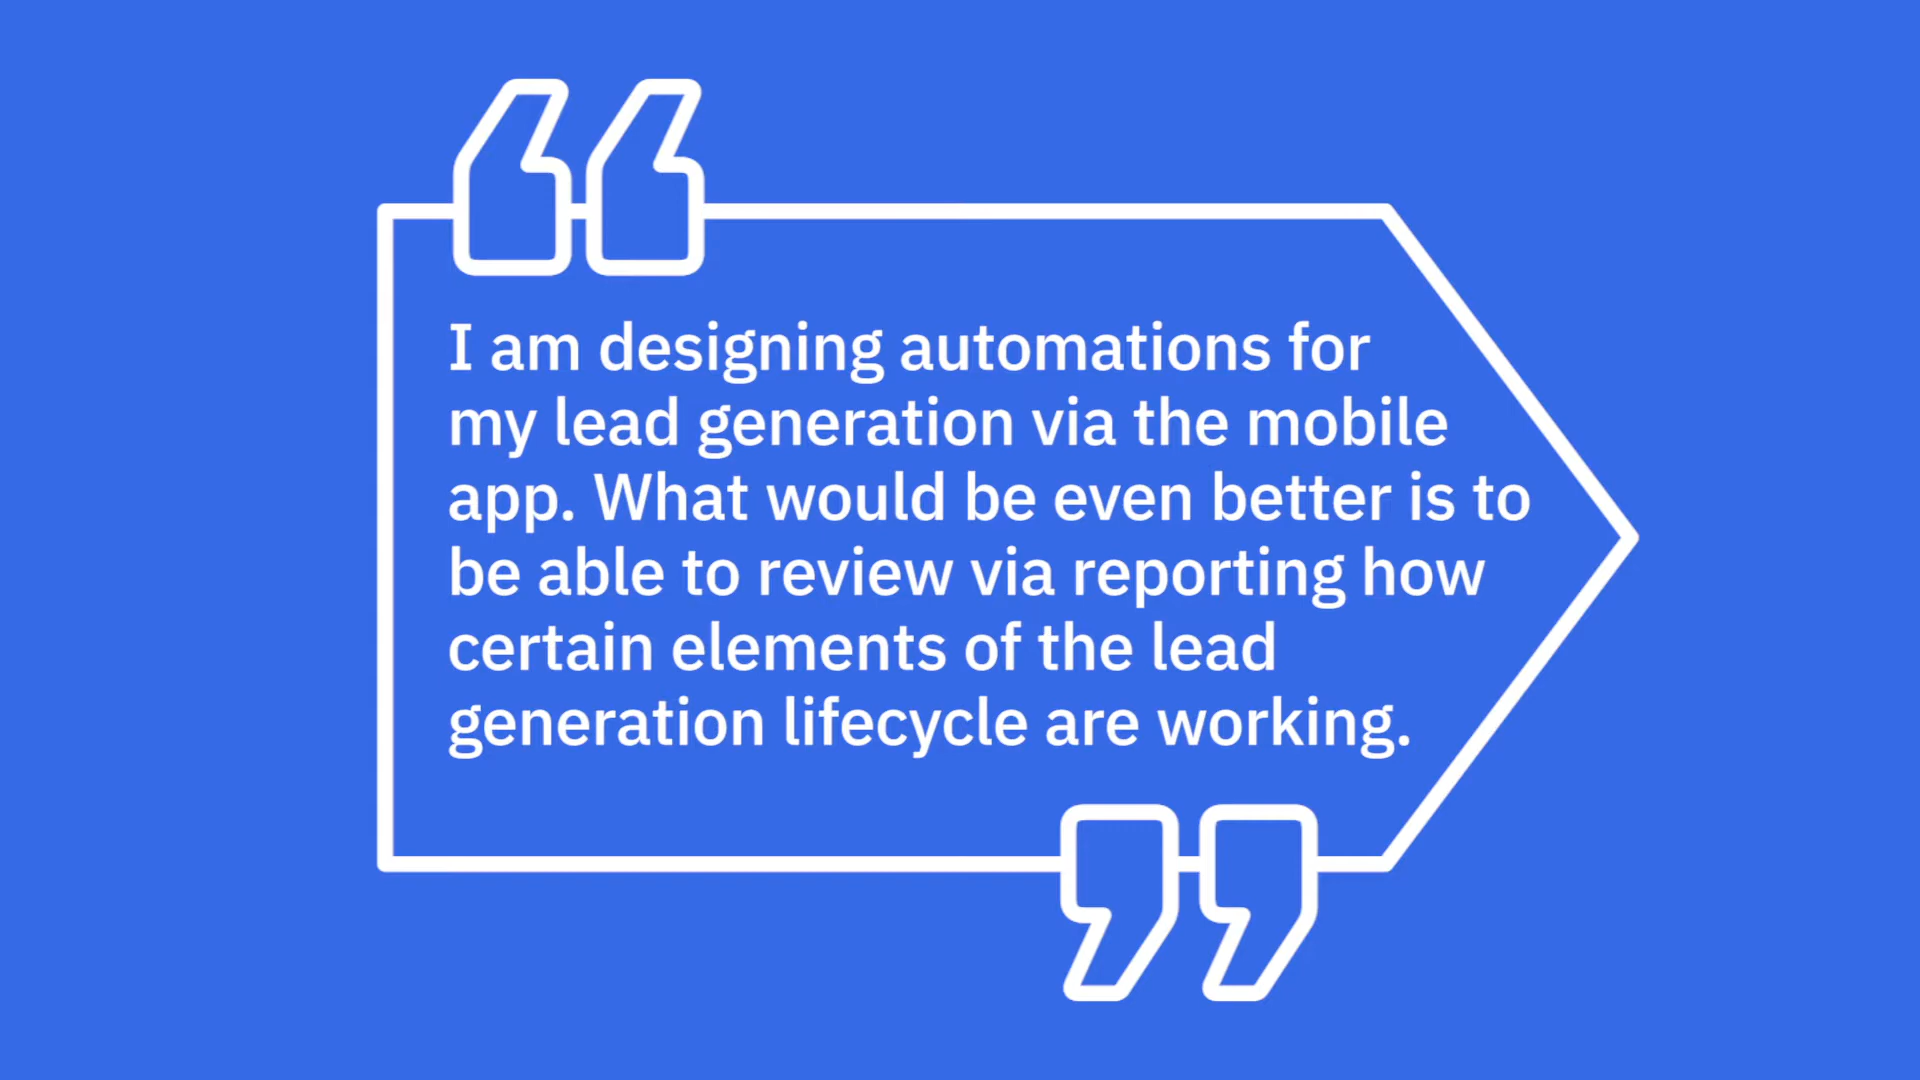 I am designing automations for
my lead generation via the mobile
app. What would be even better is to
be able to review via reporting how
certain elements of the lead
generation lifecycle are working.